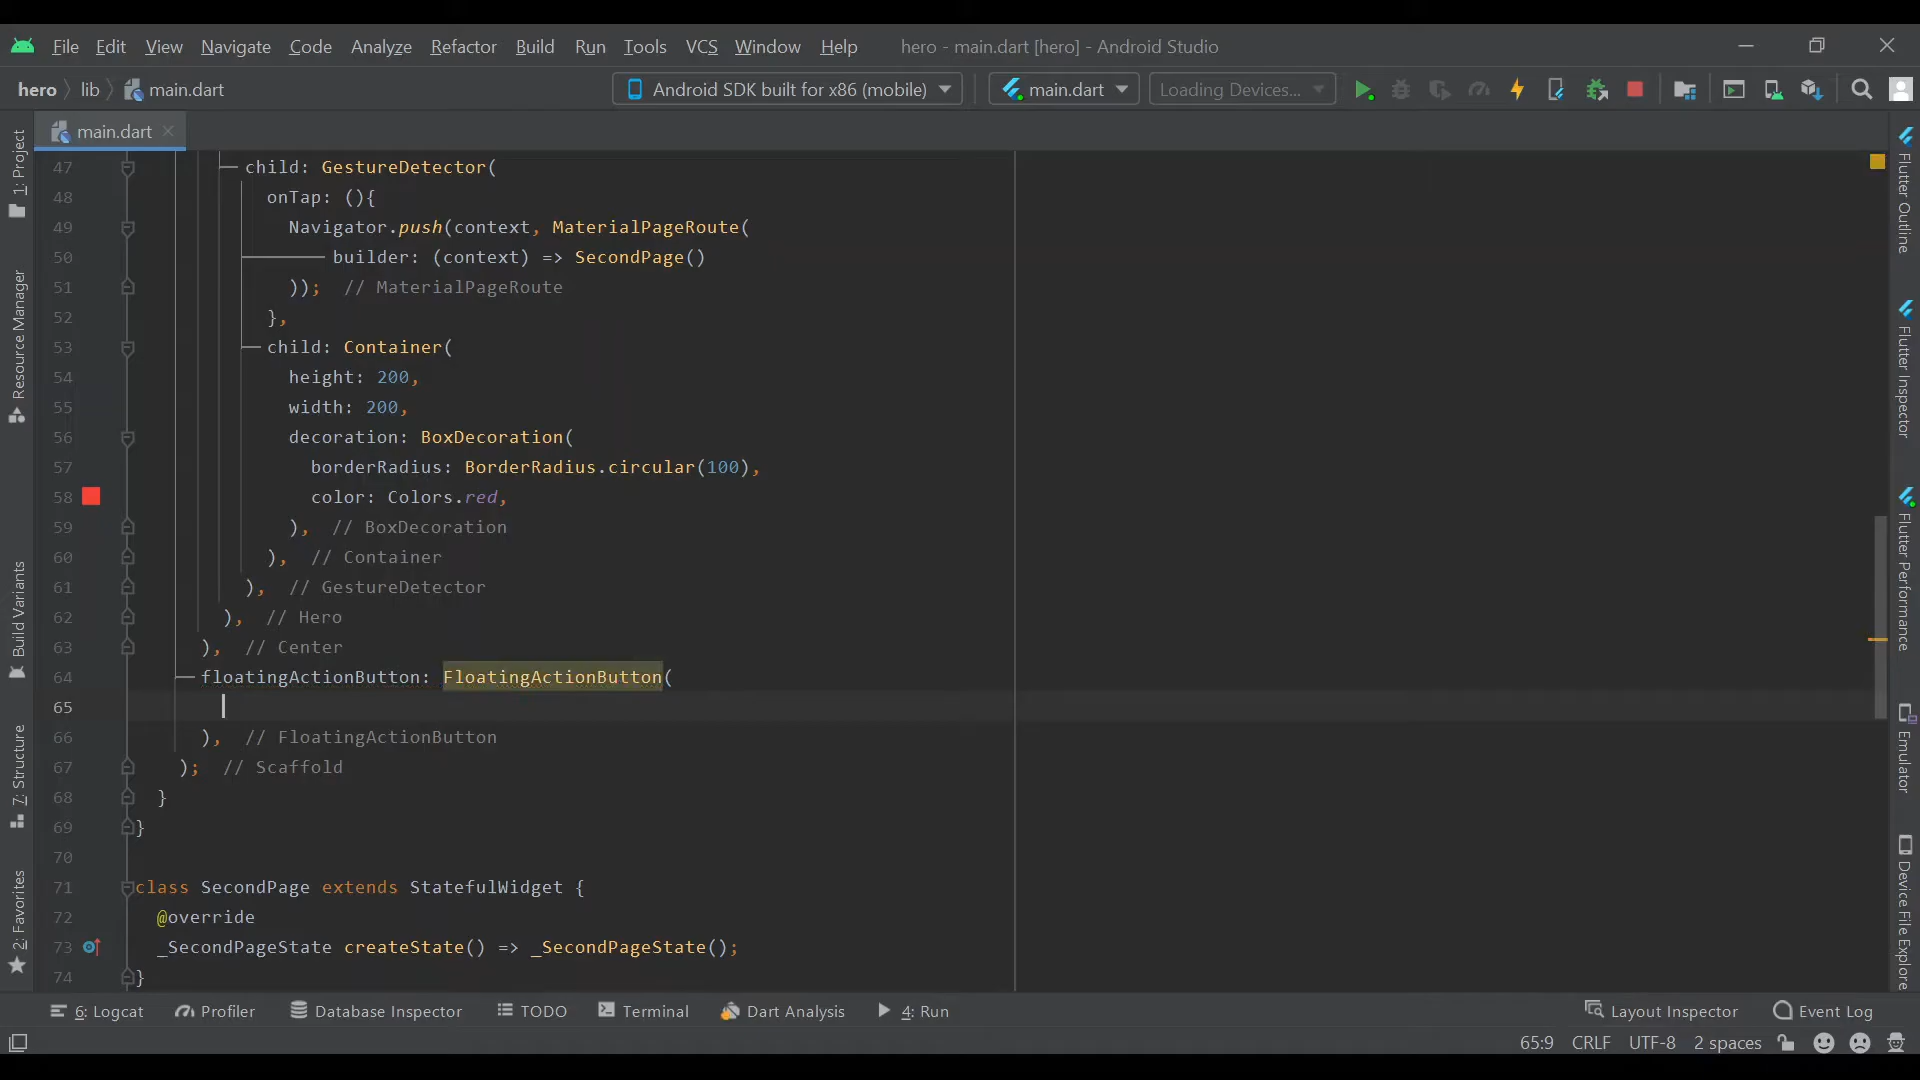 File Edit View Navigate Code Analyze Refactor Build Run Tools VCS Window Help hero - main.dart [hero] - Android Studio
hero lib main.dart Android SDK built for x86 (mobile) main.dart Loading Devices...
main.dart
47 child: GestureDetector(
48 onTap: (){
49 Navigator.push(context, MaterialPageRoute(
50 builder: (context) => SecondPage()
51 )); // MaterialPageRoute
52 },
53 child: Container(
54 height: 200,
55 width: 200,
56 decoration: BoxDecoration(
57 borderRadius: BorderRadius.circular(100),
58 color: Colors.red,
59 ), // BoxDecoration
60 ), // Container
61 ), // GestureDetector
62 ), // Hero
63 ), // Center
64 floatingActionButton: FloatingActionButton(
65
66 ), // FloatingActionButton
67 ); // Scaffold
68 }
69 }
70
71 class SecondPage extends StatefulWidget {
72 @override
73 _SecondPageState createState() => _SecondPageState();
74 }
1: Project
Resource Manager
Build Variants
7: Structure
2: Favorites
Flutter Outline
Flutter Inspector
Flutter Performance
Emulator
Device File Explore
6: Logcat Profiler Database Inspector TODO Terminal Dart Analysis 4: Run Layout Inspector Event Log
65:9 CRLF UTF-8 2 spaces